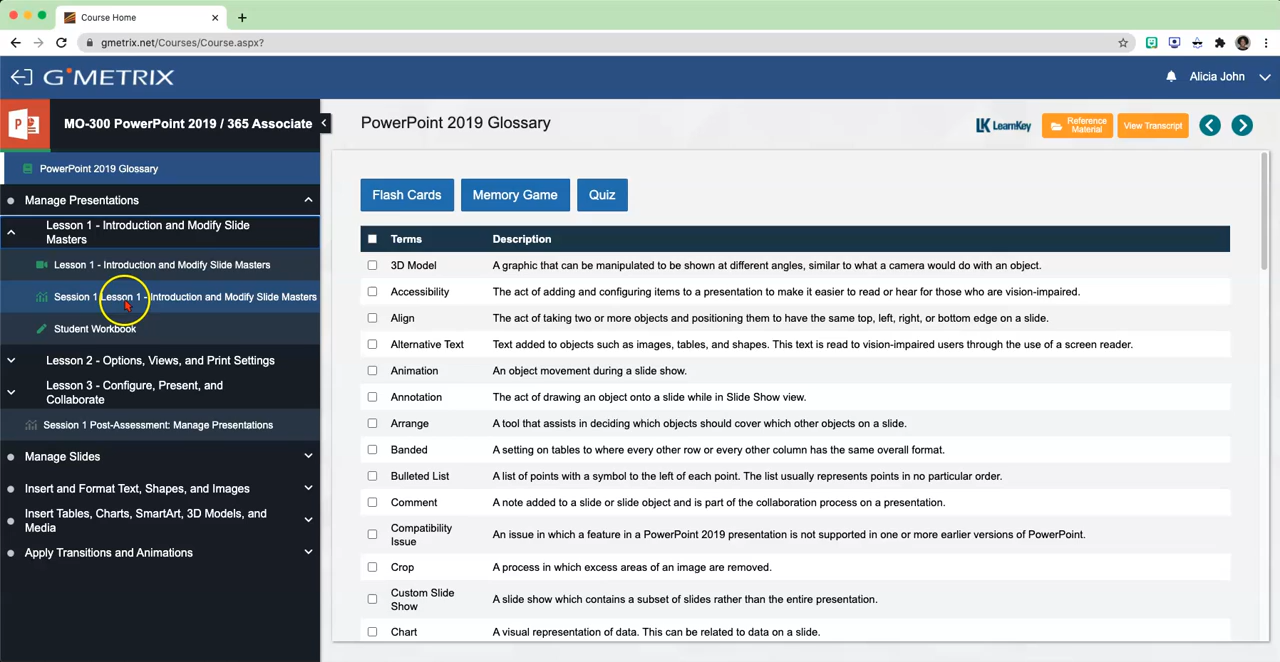 Course Home
gmetrix.net/Courses/Course.aspx?
G METRIX
Alicia John
P
MO-300 PowerPoint 2019 / 365 Associate
PowerPoint 2019 Glossary
Manage Presentations
Lesson 1 - Introduction and Modify Slide
Masters
Lesson 1 - Introduction and Modify Slide Masters
Session 1 Lesson 1 - Introduction and Modify Slide Masters
Student Workbook
Lesson 2 - Options, Views, and Print Settings
Lesson 3 - Configure, Present, and
Collaborate
Session 1 Post-Assessment: Manage Presentations
Manage Slides
Insert and Format Text, Shapes, and Images
Insert Tables, Charts, SmartArt, 3D Models, and
Media
Apply Transitions and Animations
PowerPoint 2019 Glossary
LK LearnKey
Reference
Material
View Transcript
Flash Cards
Memory Game
Quiz
Terms Description
3D Model A graphic that can be manipulated to be shown at different angles, similar to what a camera would do with an object.
Accessibility The act of adding and configuring items to a presentation to make it easier to read or hear for those who are vision-impaired.
Align The act of taking two or more objects and positioning them to have the same top, left, right, or bottom edge on a slide.
Alternative Text Text added to objects such as images, tables, and shapes. This text is read to vision-impaired users through the use of a screen reader.
Animation An object movement during a slide show.
Annotation The act of drawing an object onto a slide while in Slide Show view.
Arrange A tool that assists in deciding which objects should cover which other objects on a slide.
Banded A setting on tables to where every other row or every other column has the same overall format.
Bulleted List A list of points with a symbol to the left of each point. The list usually represents points in no particular order.
Comment A note added to a slide or slide object and is part of the collaboration process on a presentation.
Compatibility
Issue An issue in which a feature in a PowerPoint 2019 presentation is not supported in one or more earlier versions of PowerPoint.
Crop A process in which excess areas of an image are removed.
Custom Slide
Show A slide show which contains a subset of slides rather than the entire presentation.
Chart A visual representation of data. This can be related to data on a slide.